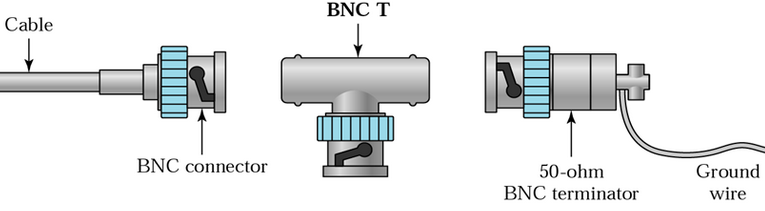 Cable
BNC T
BNC connector
50-ohm
BNC terminator
Ground
wire